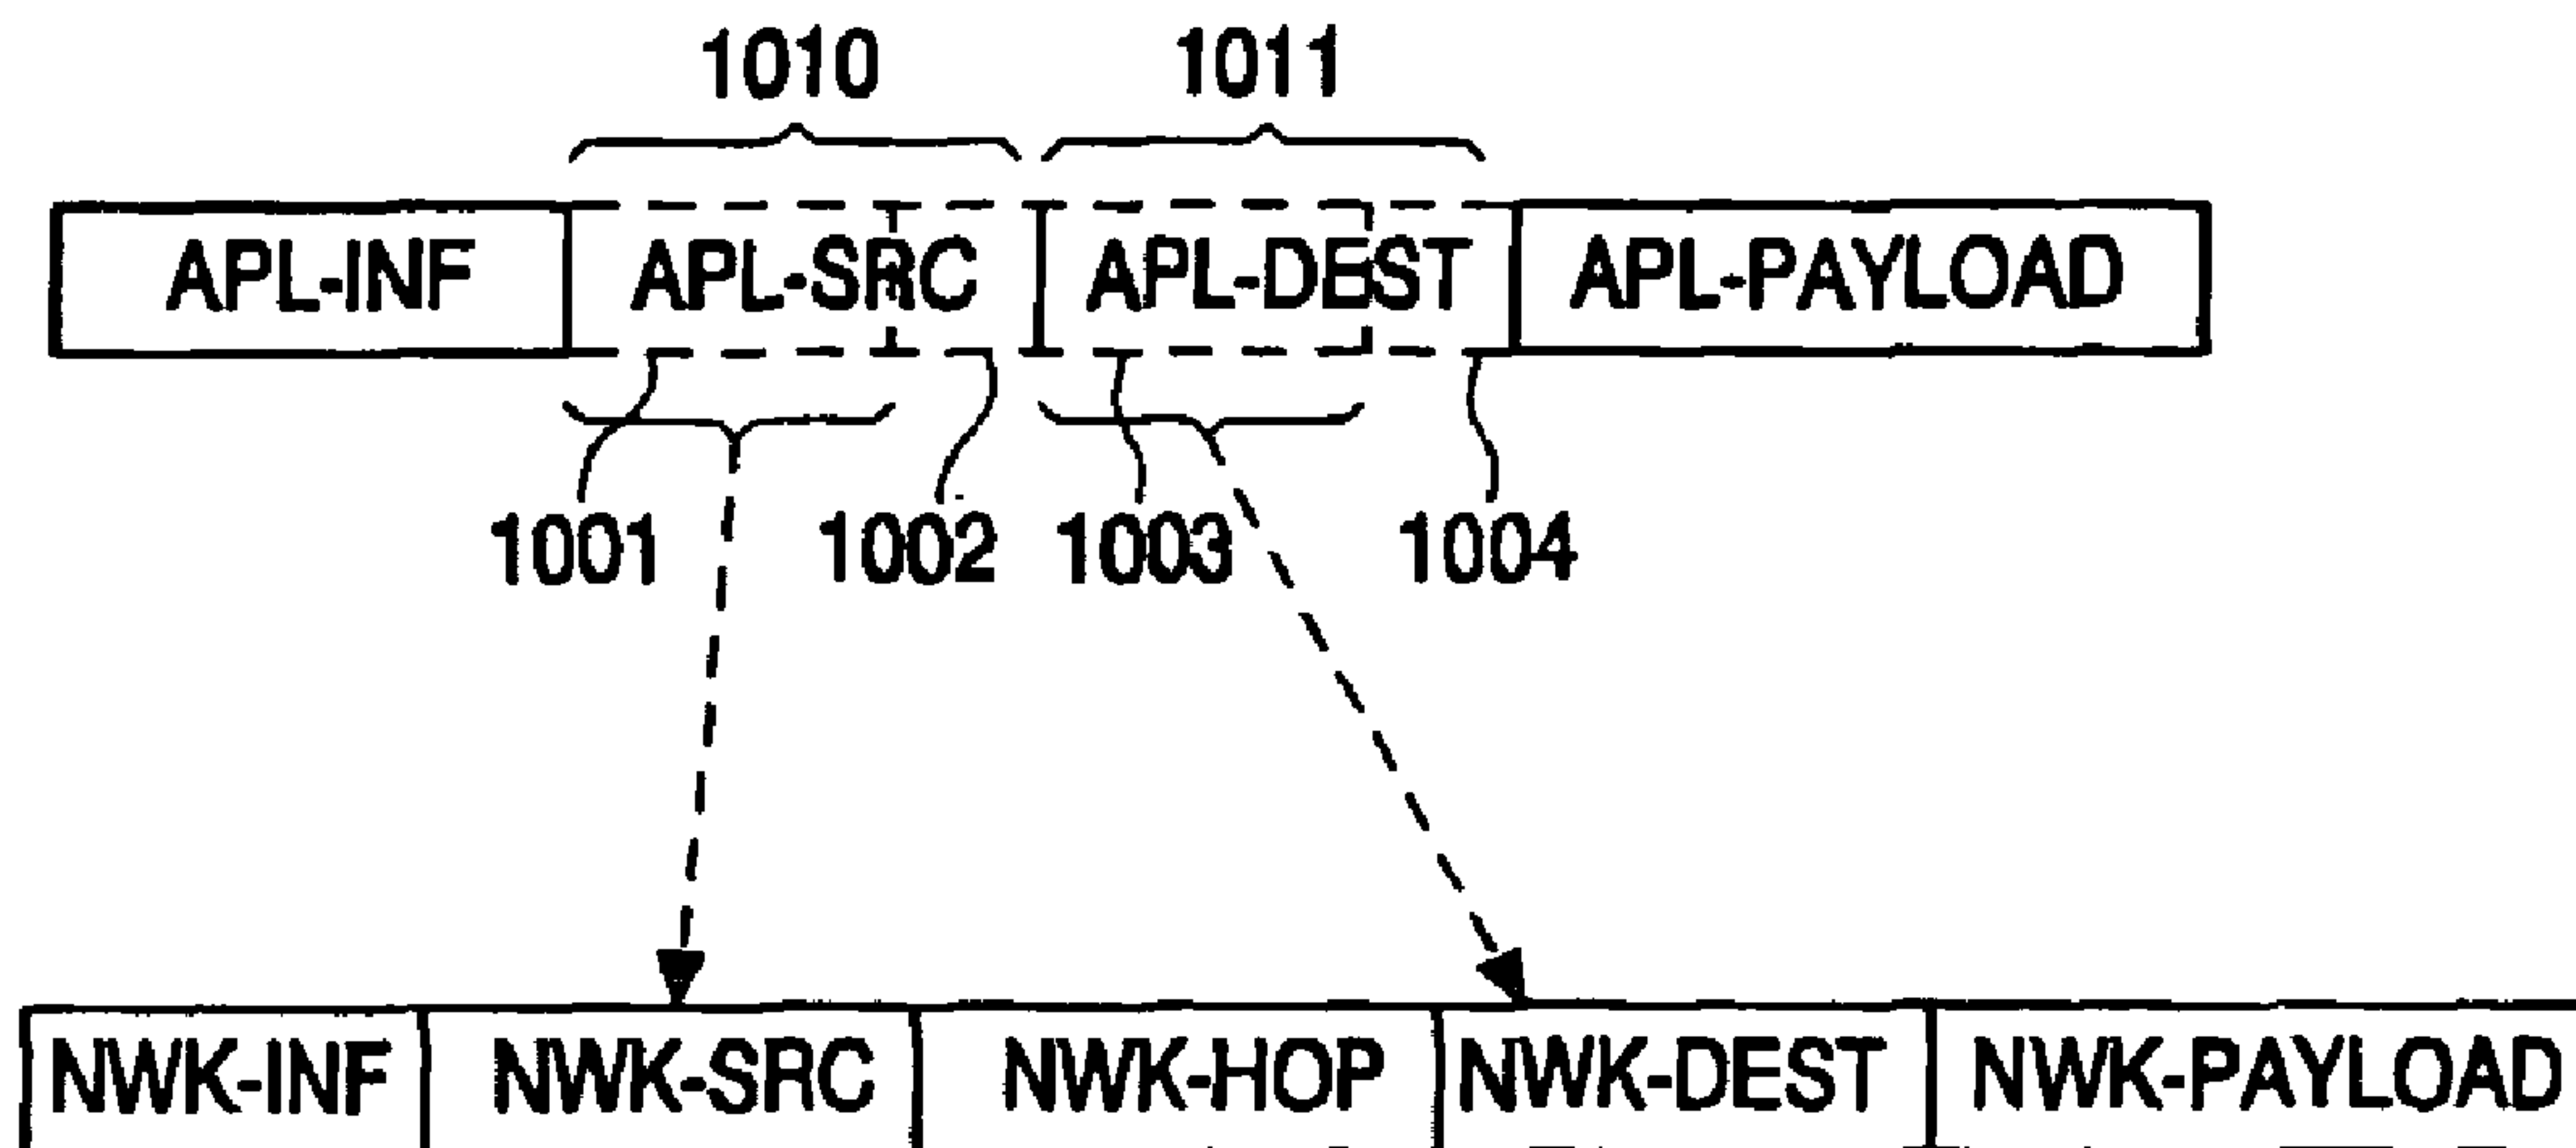 1010 1011
APL-INF APL-SRC APL-DEST APL-PAYLOAD
1001 1002 1003 1004
NWK-INF NWK-SRC NWK-HOP NWK-DEST NWK-PAYLOAD